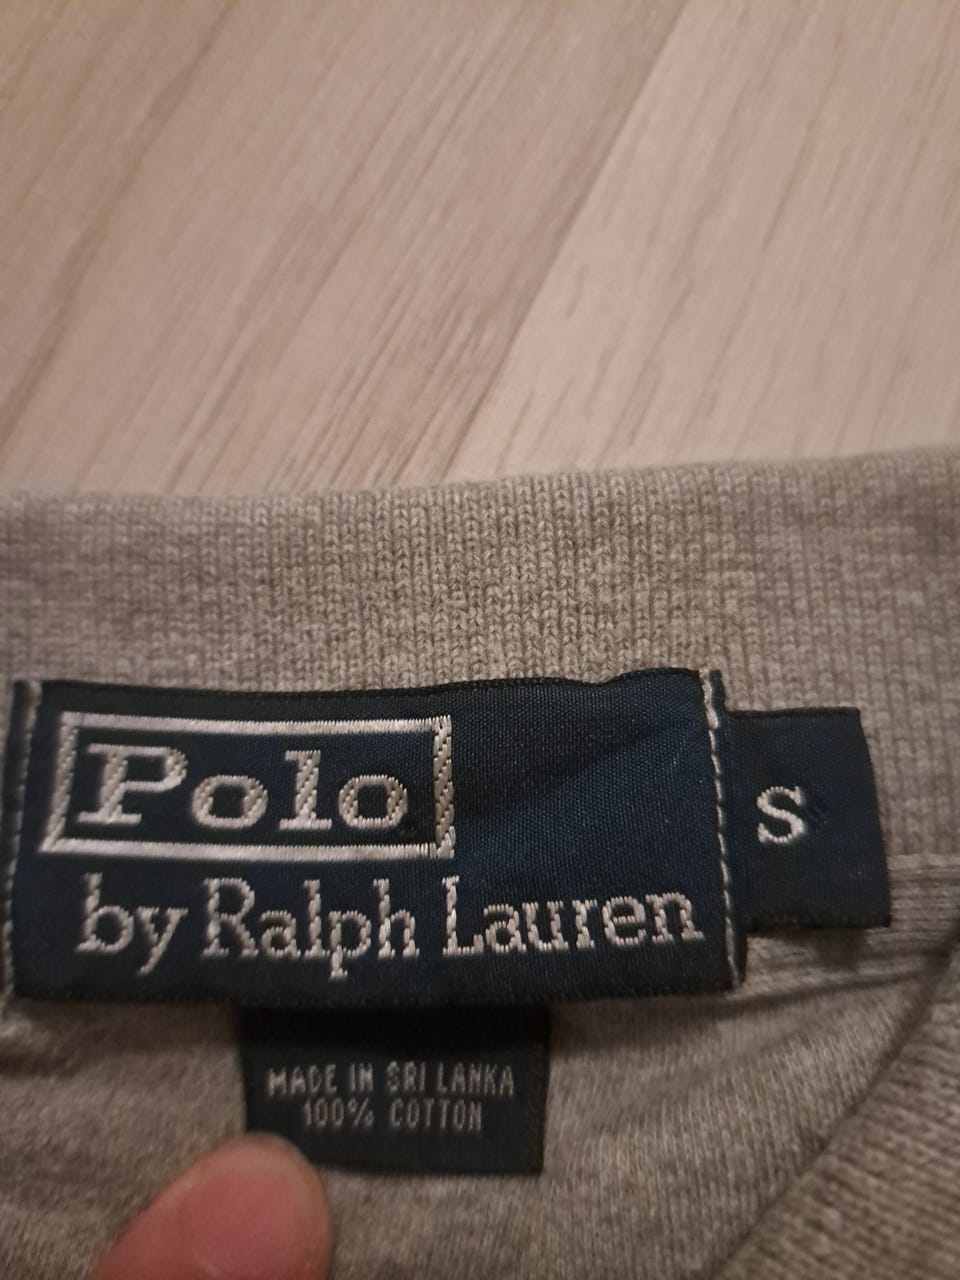 Polo
by Ralph Lauren
S
MADE IN SRI LANKA
100% COTTON